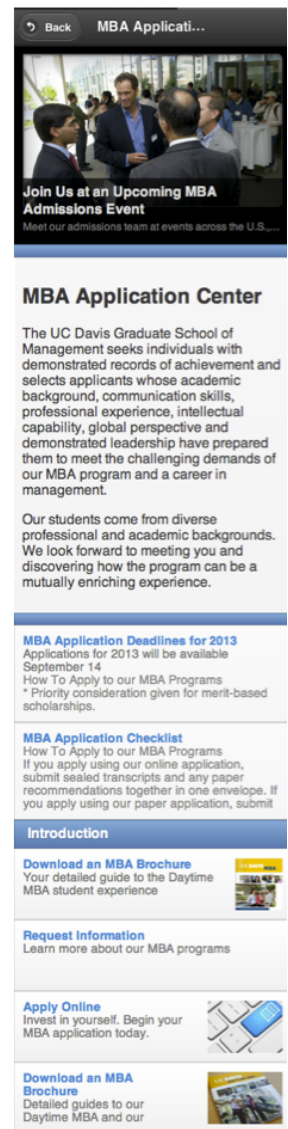 Back
MBA Applicati...
Join Us at an Upcoming MBA
Admissions Event
Meet our admissions team at events across the U.S.,...
MBA Application Center
The UC Davis Graduate School of
Management seeks individuals with
demonstrated records of achievement and
selects applicants whose academic
background, communication skills,
professional experience, intellectual
capability, global perspective and
demonstrated leadership have prepared
them to meet the challenging demands of
our MBA program and a career in
management.
Our students come from diverse
professional and academic backgrounds.
We look forward to meeting you and
discovering how the program can be a
mutually enriching experience.
MBA Application Deadlines for 2013
Applications for 2013 will be available
September 14
How To Apply to our MBA Programs
* Priority consideration given for merit-based
scholarships.
MBA Application Checklist
How To Apply to our MBA Programs
If you apply using our online application,
submit sealed transcripts and any paper
recommendations together in one envelope. If
you apply using our paper application, submit
Introduction
Download an MBA Brochure
Your detailed guide to the Daytime
MBA student experience
Request Information
Learn more about our MBA programs
Apply Online
Invest in yourself. Begin your
MBA application today.
Download an MBA
Brochure
Detailed guides to our
Daytime MBA and our